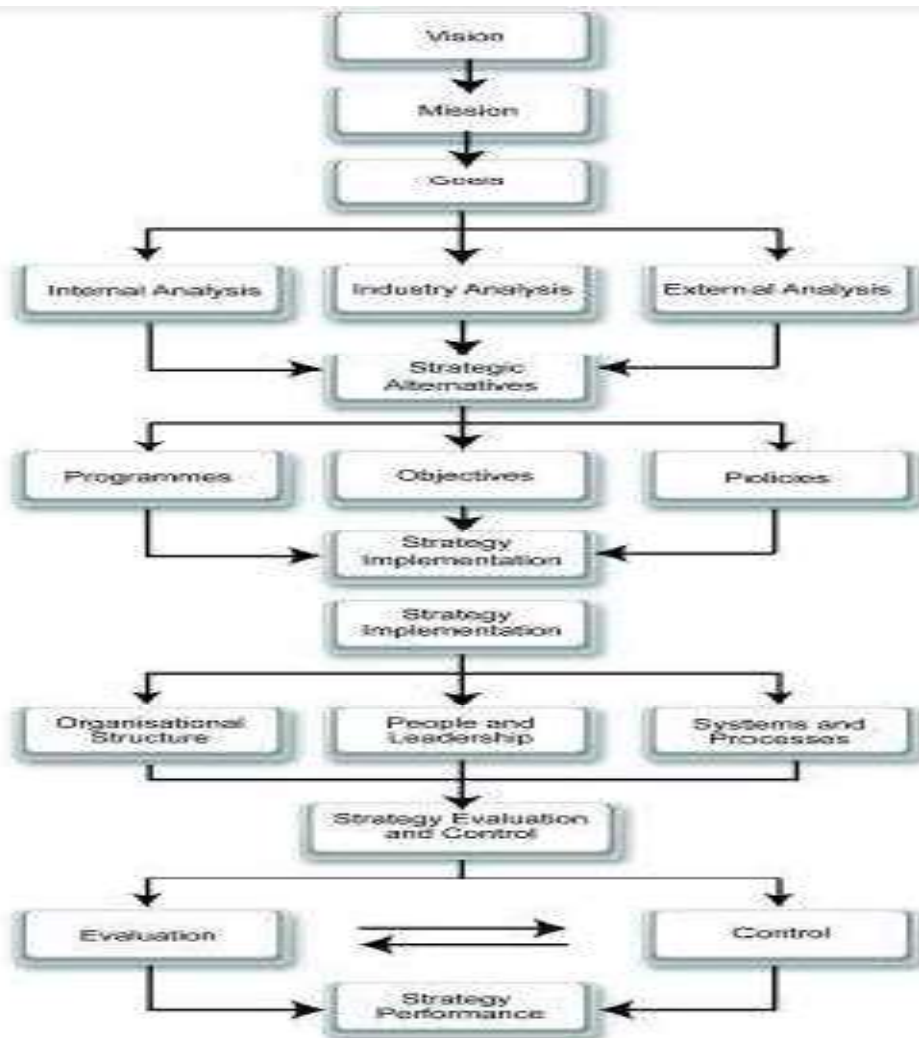 Vision
Mission
Goals
Internal Analysis
Industry Analysis
External Analysis
Strategic
Alternatives
Programmes
Objectives
Policies
Strategy
Implementation
Strategy
Implementation
Organisational
Structure
People and
Leadership
Systems and
Processes
Strategy Evaluation
and Control
Evaluation
Control
Strategy
Performance